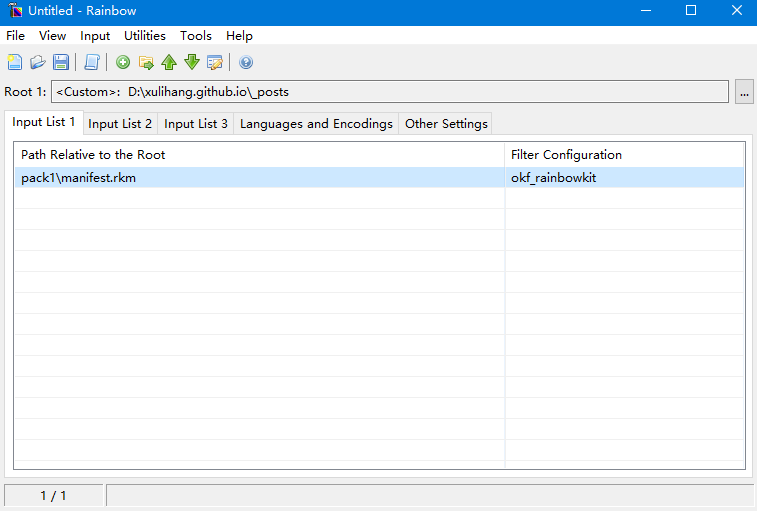 Untitled - Rainbow
File View Input Utilities Tools Help
Root 1: <Custom>: D:\xulihang.github.io\_posts ...
Input List 1 Input List 2 Input List 3 Languages and Encodings Other Settings
Path Relative to the Root Filter Configuration
pack1\manifest.rkm okf_rainbowkit
1 / 1